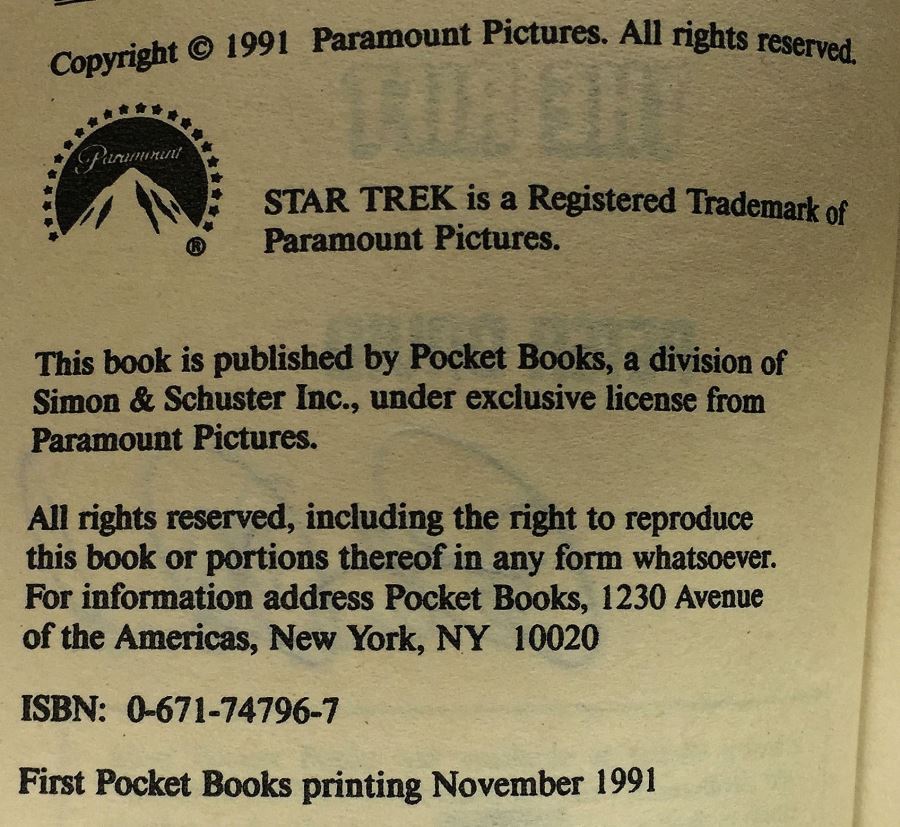 Copyright © 1991 Paramount Pictures. All rights reserved.
Paramount
®
STAR TREK is a Registered Trademark of
Paramount Pictures.
This book is published by Pocket Books, a division of
Simon & Schuster Inc., under exclusive license from
Paramount Pictures.
All rights reserved, including the right to reproduce
this book or portions thereof in any form whatsoever.
For information address Pocket Books, 1230 Avenue
of the Americas, New York, NY 10020
ISBN: 0-671-74796-7
First Pocket Books printing November 1991